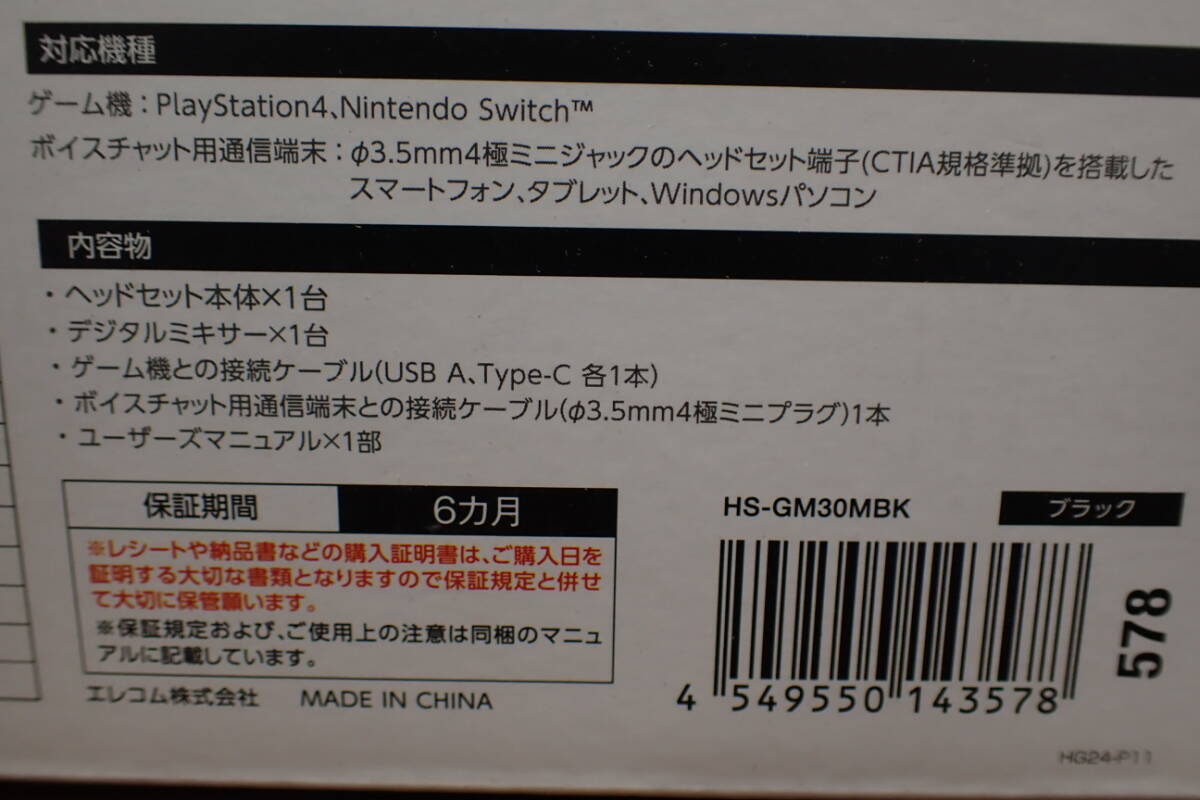 対応機種
ゲーム機：PlayStation4、Nintendo Switch™
ボイスチャット用通信端末：φ3.5mm4極ミニジャックのヘッドセット端子(CTIA規格準拠)を搭載した
スマートフォン、タブレット、Windowsパソコン
内容物
・ヘッドセット本体×1台
・デジタルミキサー×1台
・ゲーム機との接続ケーブル(USB A、Type-C 各1本)
・ボイスチャット用通信端末との接続ケーブル(φ3.5mm4極ミニプラグ)1本
・ユーザーズマニュアル×1部
保証期間 6カ月
※レシートや納品書などの購入証明書は、ご購入日を
証明する大切な書類となりますので保証規定と併せ
て大切に保管願います。
※保証規定および、ご使用上の注意は同梱のマニュ
アルに記載しています。
エレコム株式会社 MADE IN CHINA
HS-GM30MBK ブラック
4 549550 143578
578
HG24-P11